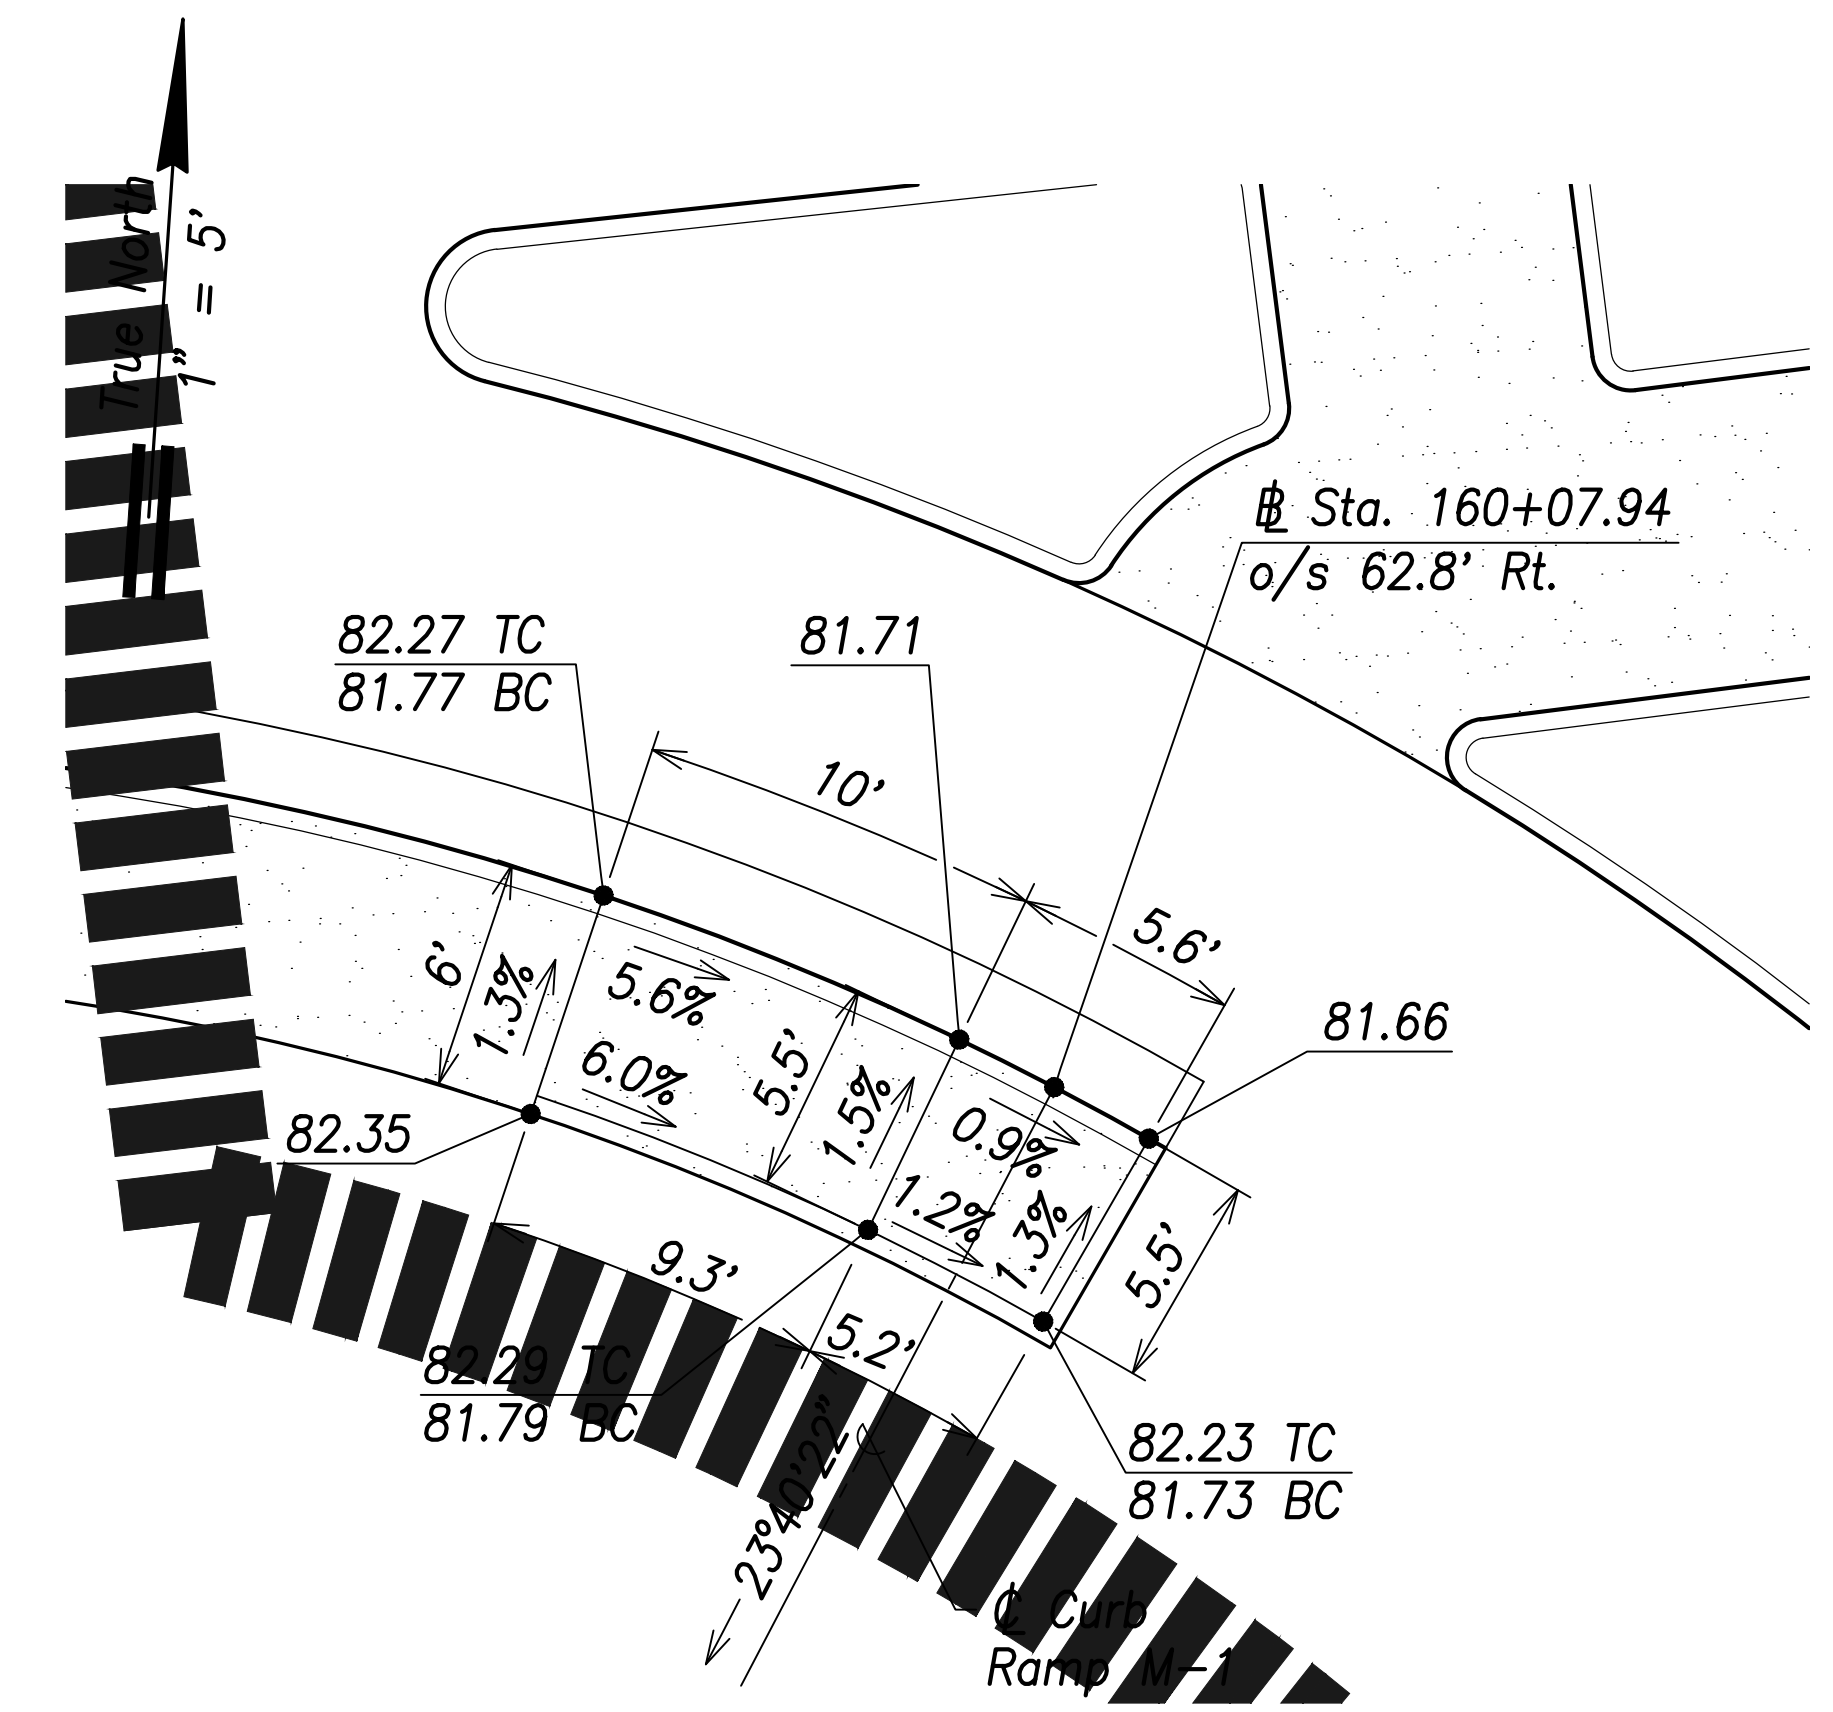 True North
1" = 5'
℄ Sta. 160+07.94
o/s 62.8' Rt.
82.27 TC
81.77 BC
81.71
10'
5.6'
81.66
6'
1.3%
5.6%
6.0%
5.5'
1.5%
0.9%
1.2%
1.3%
5.5'
82.35
9.3'
5.2'
82.29 TC
81.79 BC
82.23 TC
81.73 BC
23°40'22"
℄ Curb
Ramp M-1